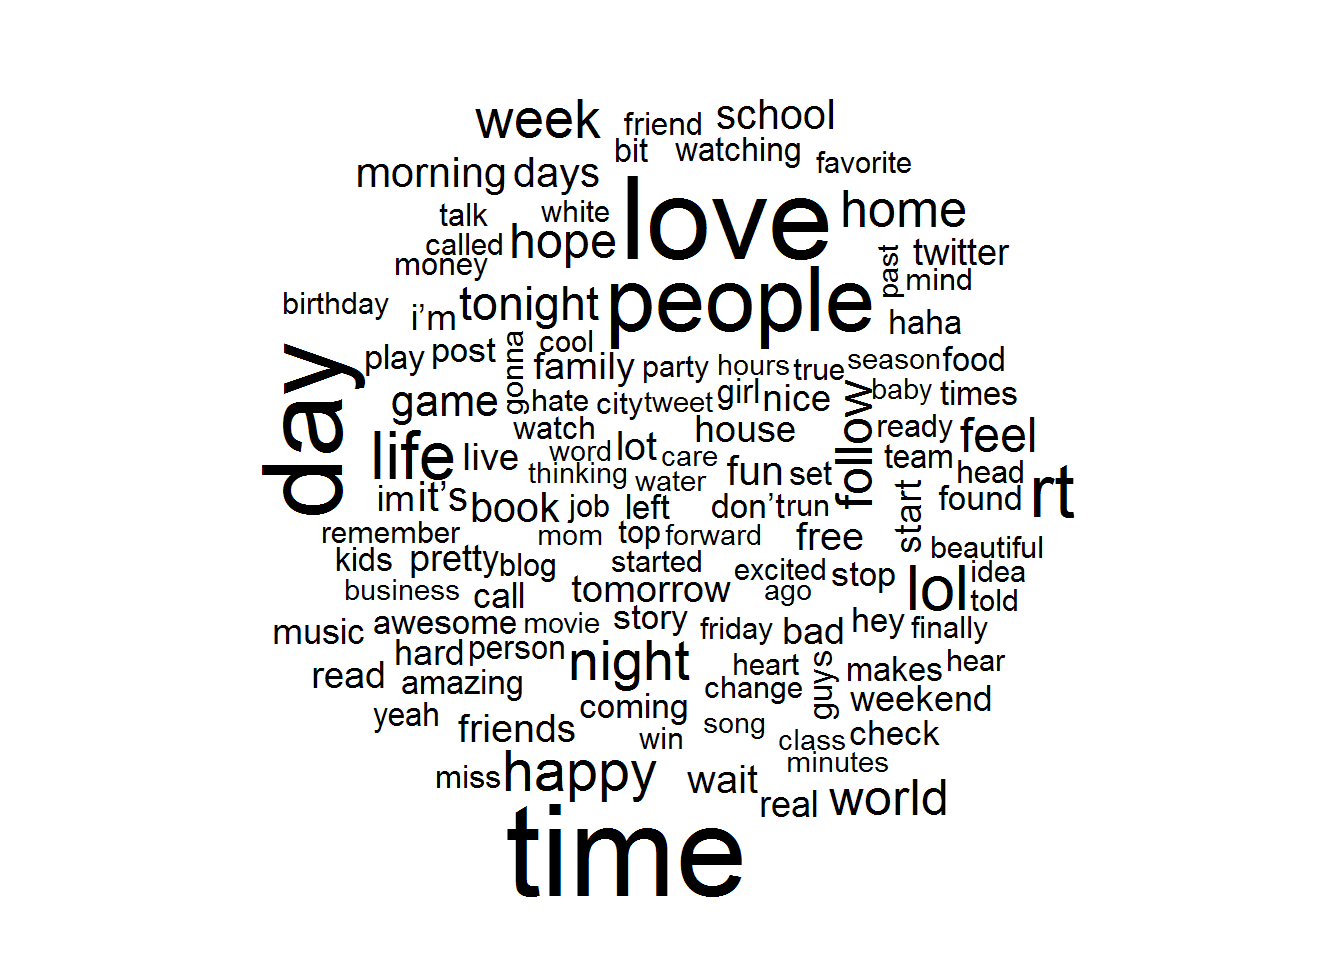 week friend school
bit watching favorite
morning days
love
talk white home
called hope past twitter
money mind
birthday i’m tonight people haha
day
play post gonna cool
family party hours true season food
game hate city tweet girl nice follow baby times
watch house ready feel
life live word lot care team
thinking water fun set head
im it’s book job left don’t run start found rt
remember mom top forward free beautiful
kids pretty blog started excited stop lol idea
business call tomorrow ago told
music awesome movie story friday bad hey finally
hard person night heart guys makes hear
read amazing change weekend
yeah friends coming win song class check
minutes
miss happy wait real world
time